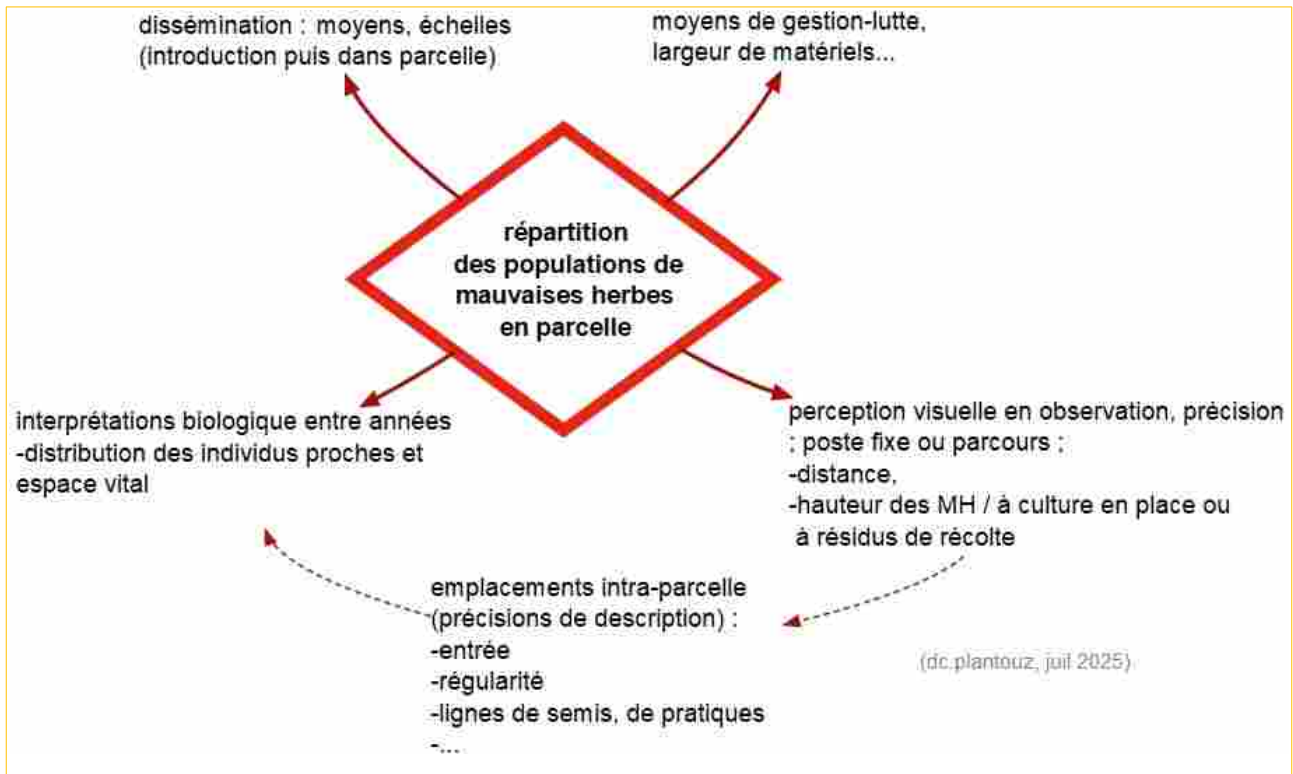 dissémination : moyens, échelles
(introduction puis dans parcelle)
moyens de gestion-lutte,
largeur de matériels...
répartition
des populations de
mauvaises herbes
en parcelle
interprétations biologique entre années
-distribution des individus proches et
espace vital
perception visuelle en observation, précision
: poste fixe ou parcours :
-distance,
-hauteur des MH / à culture en place ou
à résidus de récolte
emplacements intra-parcelle
(précisions de description) :
-entrée
-régularité
-lignes de semis, de pratiques
-...
(dc.plantouz, juil 2025)